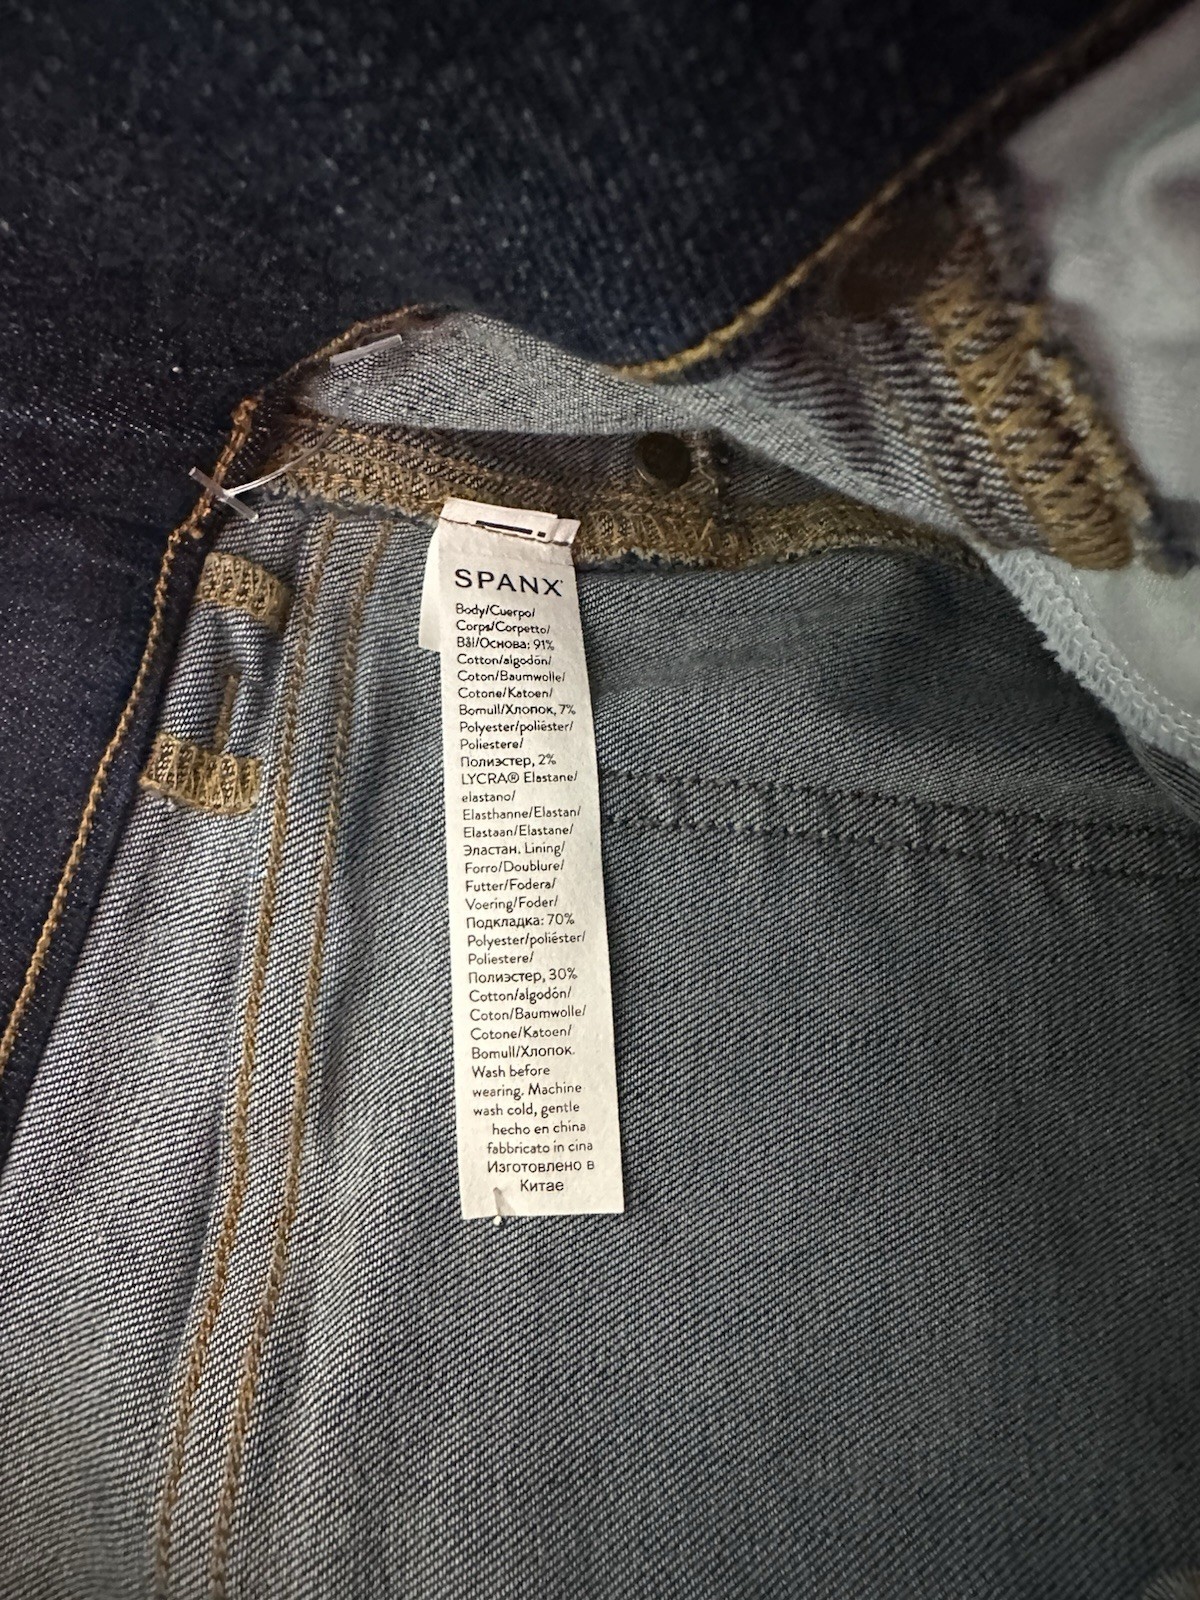 SPANX
Body/Cuerpo/
Corps/Corpetto/
Bål/Основа: 91%
Cotton/algodón/
Coton/Baumwolle/
Cotone/Katoen/
Bomull/Хлопок, 7%
Polyester/poliéster/
Poliestere/
Полиэстер, 2%
LYCRA® Elastane/
elastano/
Elasthanne/Elastan/
Elastaan/Elastane/
Эластан. Lining/
Forro/Doublure/
Futter/Fodera/
Voering/Foder/
Подкладка: 70%
Polyester/poliéster/
Poliestere/
Полиэстер, 30%
Cotton/algodón/
Coton/Baumwolle/
Cotone/Katoen/
Bomull/Хлопок.
Wash before
wearing. Machine
wash cold, gentle
hecho en china
fabbricato in cina
Изготовлено в
Китае